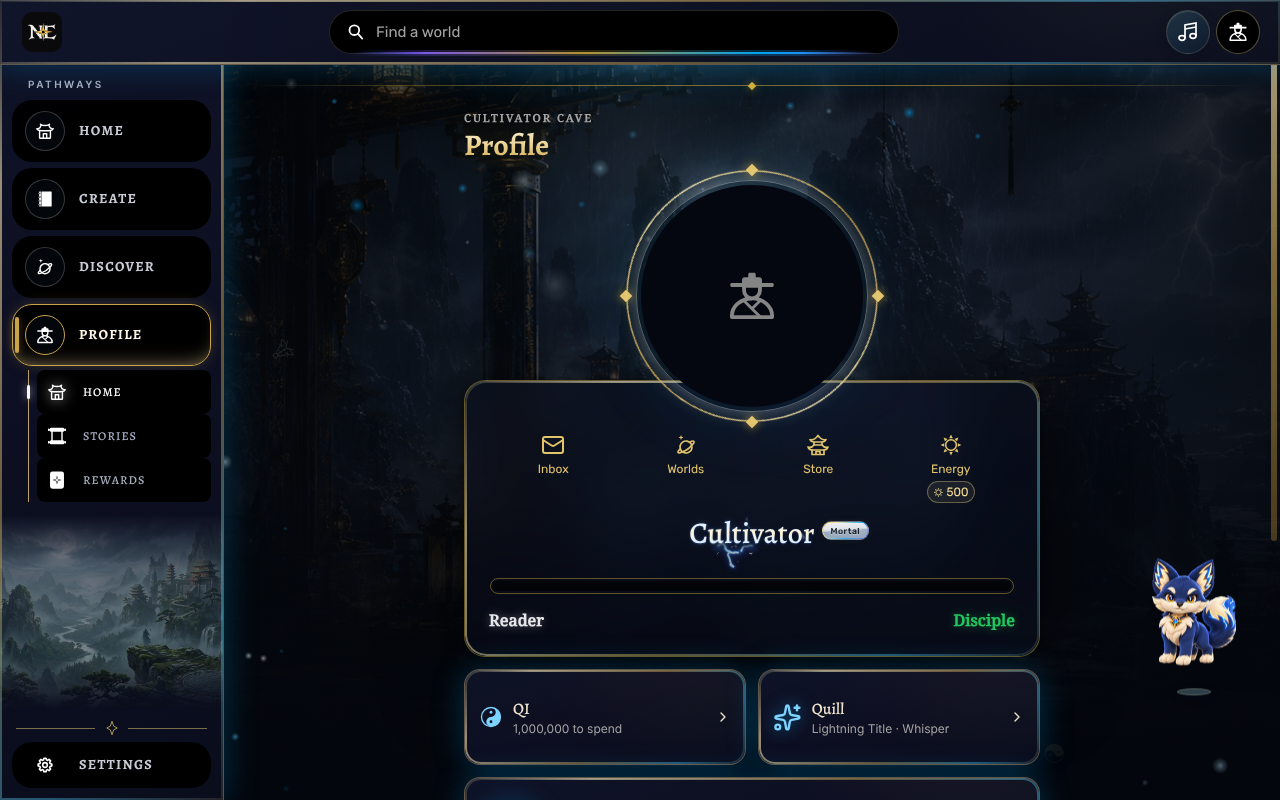 NE
Find a world
PATHWAYS
HOME
CREATE
DISCOVER
PROFILE
HOME
STORIES
REWARDS
SETTINGS
CULTIVATOR CAVE
Profile
Inbox
Worlds
Store
Energy
500
Cultivator
Mortal
Reader
Disciple
QI
1,000,000 to spend
Quill
Lightning Title · Whisper